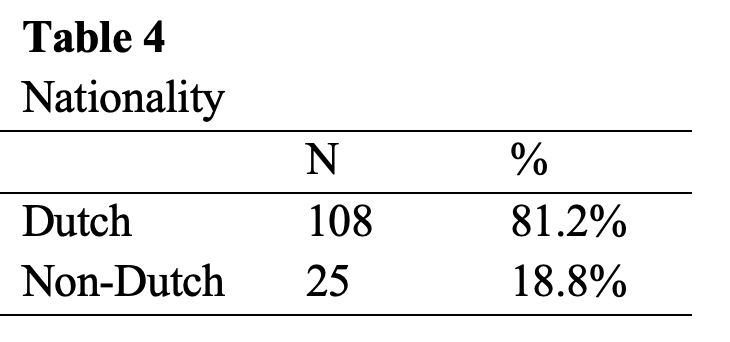 Table 4
Nationality
N %
Dutch 108 81.2%
Non-Dutch 25 18.8%